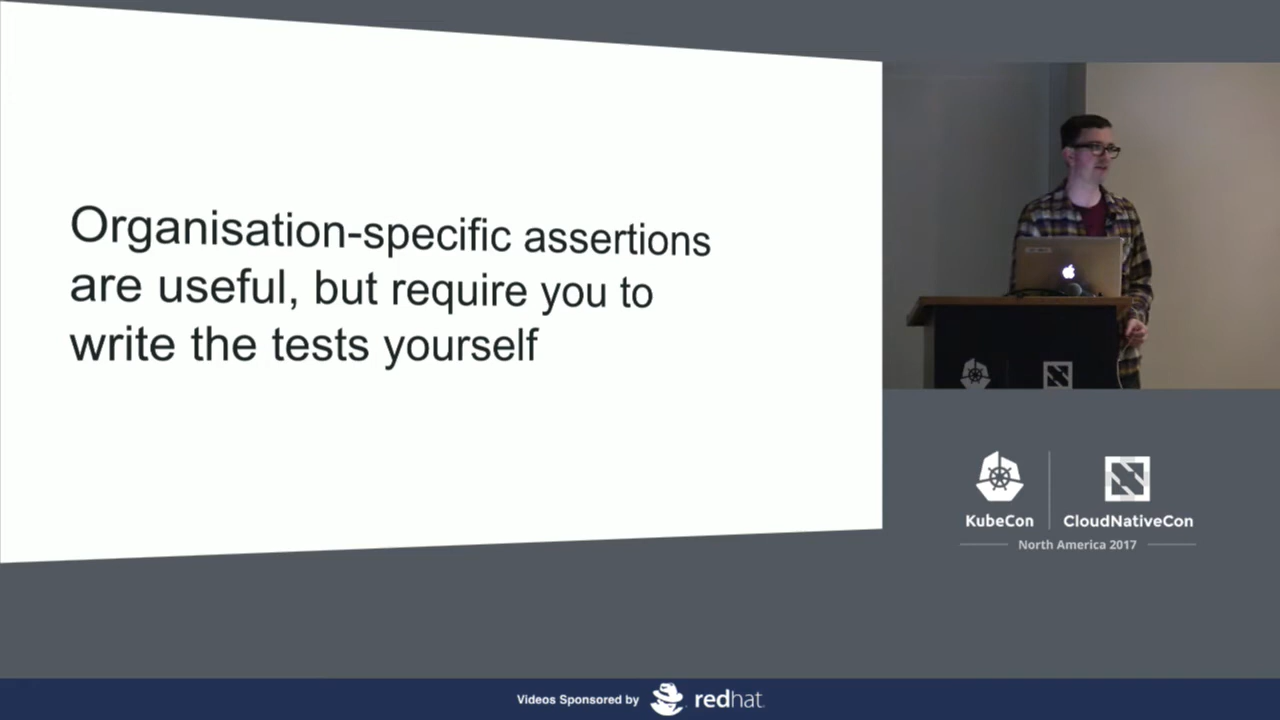 Organisation-specific assertions
are useful, but require you to
write the tests yourself
KubeCon
CloudNativeCon
North America 2017
Videos Sponsored by redhat.